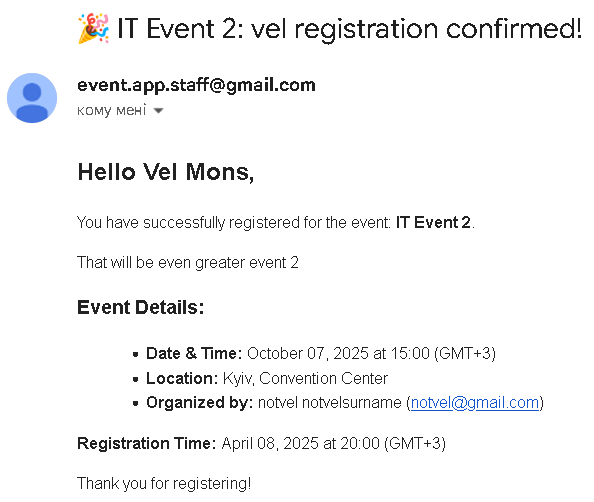 🎉 IT Event 2: vel registration confirmed!
event.app.staff@gmail.com
кому мені
Hello Vel Mons,
You have successfully registered for the event: IT Event 2.
That will be even greater event 2
Event Details:
• Date & Time: October 07, 2025 at 15:00 (GMT+3)
• Location: Kyiv, Convention Center
• Organized by: notvel notvelsurname (notvel@gmail.com)
Registration Time: April 08, 2025 at 20:00 (GMT+3)
Thank you for registering!